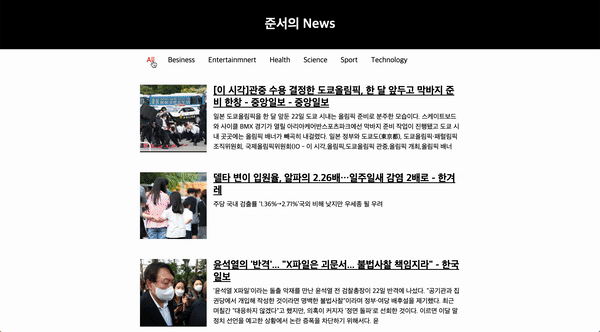 준서의 News
All
Besiness
Entertainmnert
Health
Science
Sport
Technology
[이 시각]관중 수용 결정한 도쿄올림픽, 한 달 앞두고 막바지 준
비 한창 - 중앙일보 - 중앙일보
일본 도쿄올림픽을 한 달 앞둔 22일 도쿄 시내는 올림픽 준비로 분주한 모습이다. 스케이트보드
와 사이클 BMX 경기가 열릴 아리아케어반스포츠파크에선 막바지 준비 작업이 진행됐고 도쿄 시
내 곳곳에는 올림픽 배너가 빼곡히 내걸렸다. 일본 정부와 도쿄도(東京都), 도쿄올림픽·패럴림픽
조직위원회, 국제올림픽위원회(IO - 이 시각,올림픽,도쿄올림픽 관중,올림픽 개최,올림픽 배너
델타 변이 입원율, 알파의 2.26배…일주일새 감염 2배로 - 한겨
레
주당 국내 검출률 '1.36%→2.71%'국외 비해 낮지만 우세종 될 우려
윤석열의 '반격'... "X파일은 괴문서... 불법사찰 책임지라" - 한국
일보
'윤석열 X파일'이라는 돌출 악재를 만난 윤석열 전 검찰총장이 22일 반격에 나섰다. "공기관과 집
권당에서 개입해 작성한 것이라면 명백한 불법사찰"이라며 정부·여당 배후설을 제기했다. 최근
며칠간 "대응하지 않겠다"고 했지만, 의혹이 커지자 '정면 돌파'로 선회한 것이다. 이르면 이달 말
정치 선언을 예고한 상황에서 논란 증폭을 차단하기 위해서다. 윤